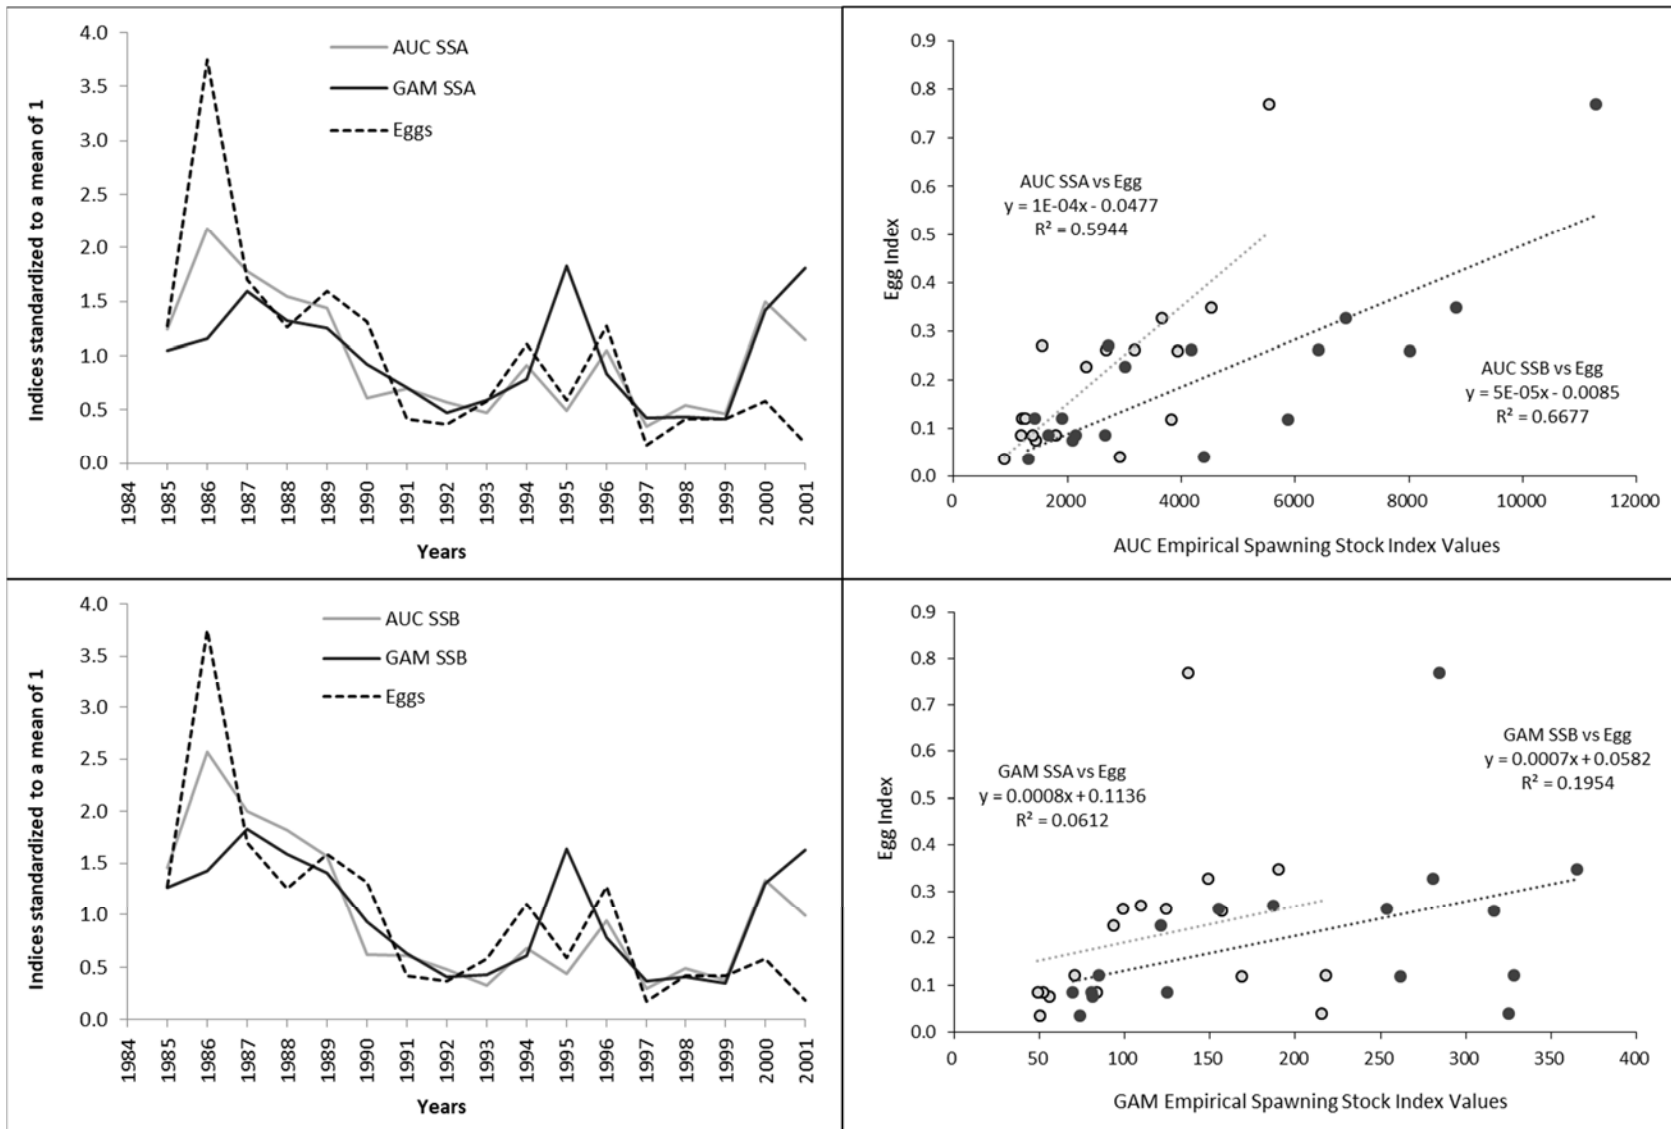 4.0
3.5
3.0
2.5
2.0
1.5
1.0
0.5
0.0
Indices standardized to a mean of 1
AUC SSA
GAM SSA
Eggs
1984
1985
1986
1987
1988
1989
1990
1991
1992
1993
1994
1995
1996
1997
1998
1999
2000
2001
Years
0.9
0.8
0.7
0.6
0.5
0.4
0.3
0.2
0.1
0.0
Egg Index
AUC SSA vs Egg
y = 1E-04x - 0.0477
R² = 0.5944
AUC SSB vs Egg
y = 5E-05x - 0.0085
R² = 0.6677
0 2000 4000 6000 8000 10000 12000
AUC Empirical Spawning Stock Index Values
4.0
3.5
3.0
2.5
2.0
1.5
1.0
0.5
0.0
Indices standardized to a mean of 1
AUC SSB
GAM SSB
Eggs
1984
1985
1986
1987
1988
1989
1990
1991
1992
1993
1994
1995
1996
1997
1998
1999
2000
2001
Years
0.9
0.8
0.7
0.6
0.5
0.4
0.3
0.2
0.1
0.0
Egg Index
GAM SSA vs Egg
y = 0.0008x + 0.1136
R² = 0.0612
GAM SSB vs Egg
y = 0.0007x + 0.0582
R² = 0.1954
0 50 100 150 200 250 300 350 400
GAM Empirical Spawning Stock Index Values